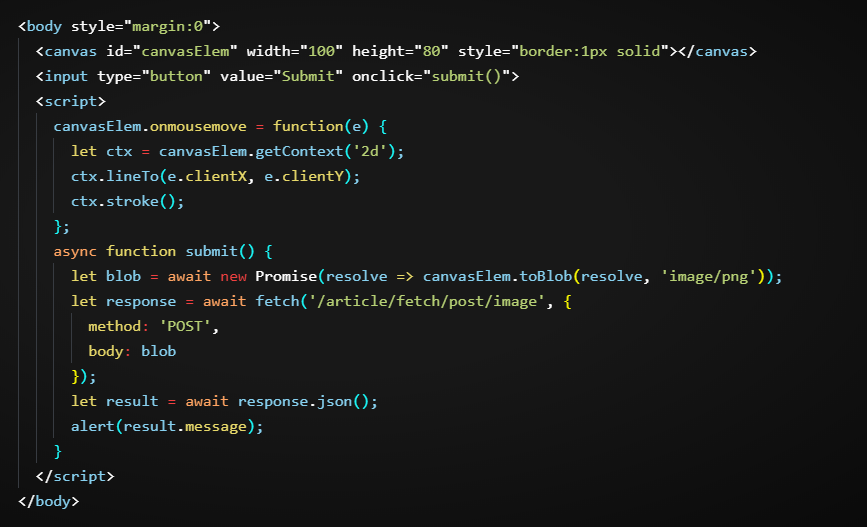 <body style="margin:0">
<canvas id="canvasElem" width="100" height="80" style="border:1px solid"></canvas>
<input type="button" value="Submit" onclick="submit()">
<script>
canvasElem.onmousemove = function(e) {
let ctx = canvasElem.getContext('2d');
ctx.lineTo(e.clientX, e.clientY);
ctx.stroke();
};
async function submit() {
let blob = await new Promise(resolve => canvasElem.toBlob(resolve, 'image/png'));
let response = await fetch('/article/fetch/post/image', {
method: 'POST',
body: blob
});
let result = await response.json();
alert(result.message);
}
</script>
</body>